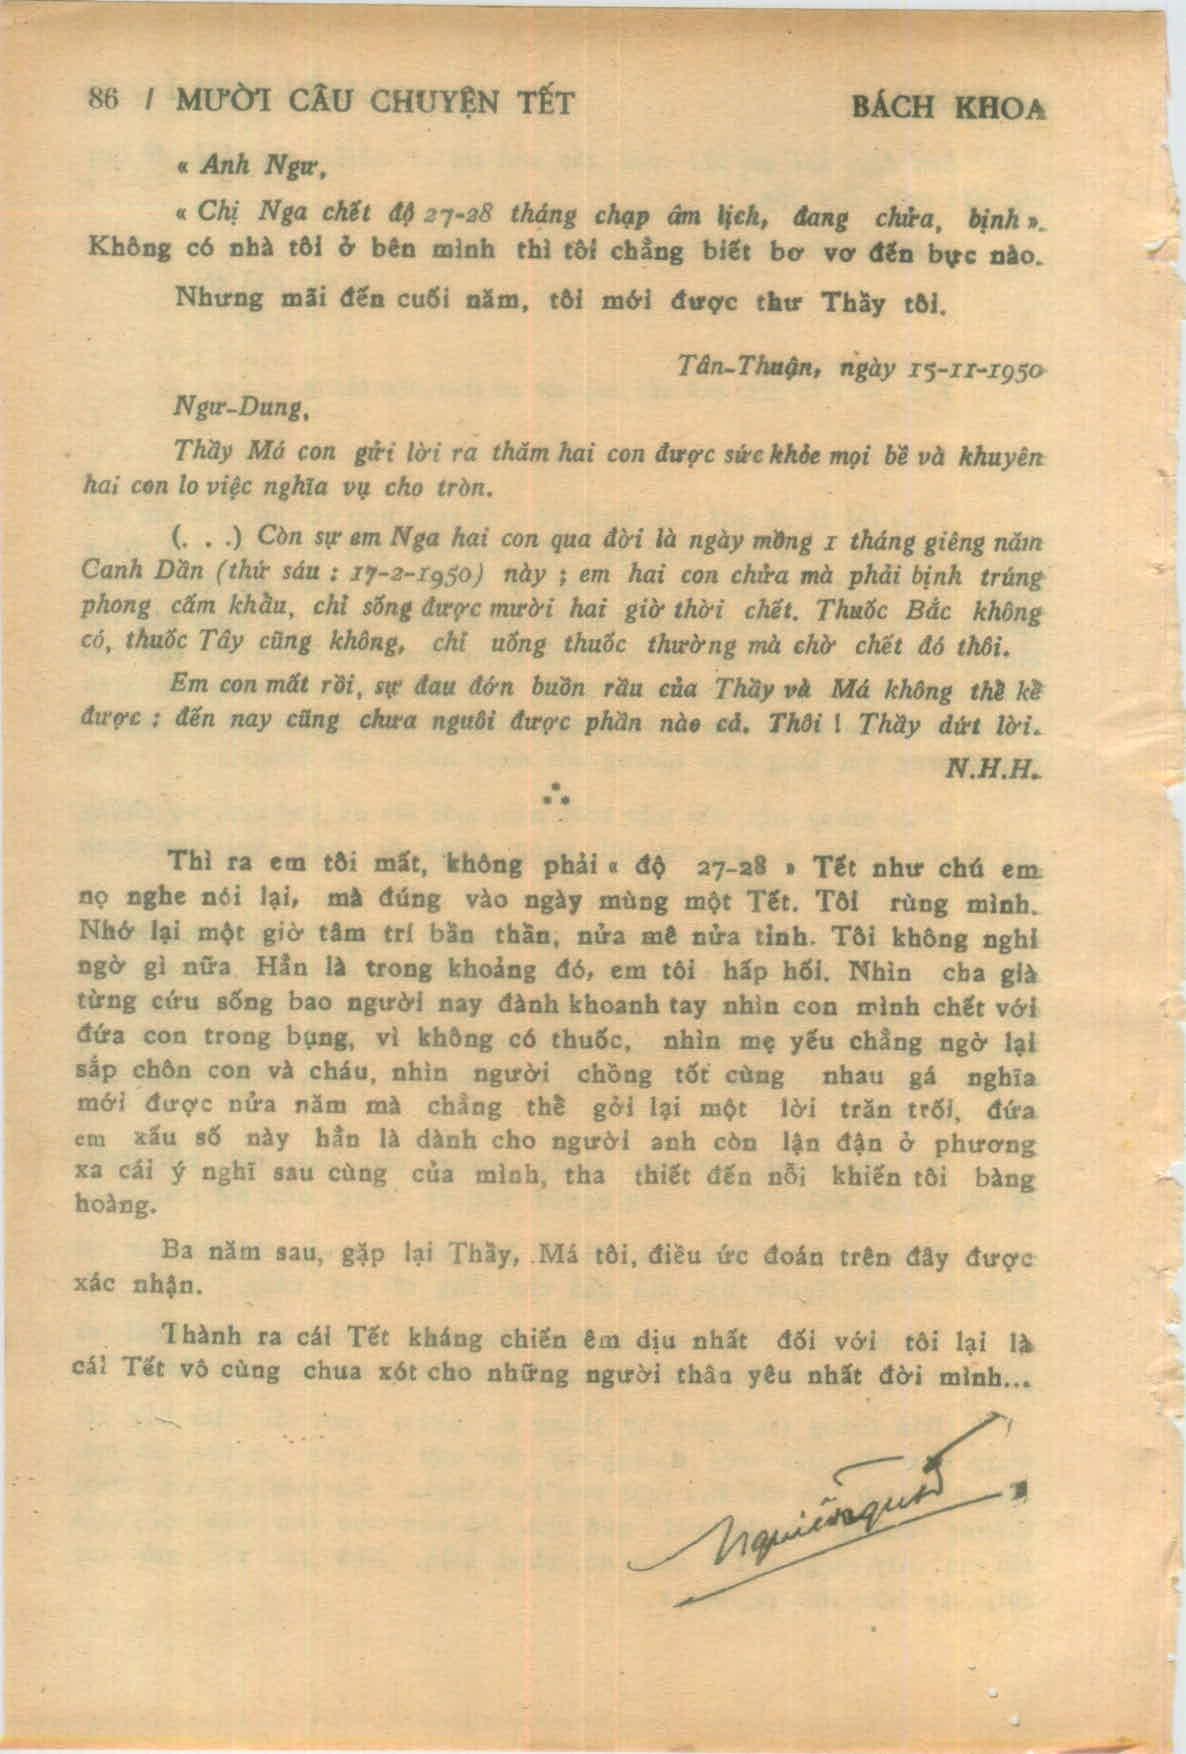 86 / MƯỜI CÂU CHUYỆN TẾT BÁCH KHOA
« Anh Ngư,
« Chị Nga chết độ 27-28 tháng chạp âm lịch, đang chửa, bịnh ».
Không có nhà tôi ở bên mình thì tôi chẳng biết bơ vơ đến bực nào.
Nhưng mãi đến cuối năm, tôi mới được thư Thầy tôi.
Tân-Thuận, ngày 15-11-1950
Ngư-Dung,
Thầy Má con gửi lời ra thăm hai con được sức khỏe mọi bề và khuyên
hai con lo việc nghĩa vụ cho tròn.
(. . .) Còn sự em Nga hai con qua đời là ngày mồng 1 tháng giêng năm
Canh Dần (thứ sáu : 17-2-1950) này ; em hai con chửa mà phải bịnh trúng
phong cấm khẩu, chỉ sống được mười hai giờ thời chết. Thuốc Bắc không
có, thuốc Tây cũng không, chỉ uống thuốc thường mà chờ chết đó thôi.
Em con mất rồi, sự đau đớn buồn rầu của Thầy và Má không thể kể
được ; đến nay cũng chưa nguôi được phần nào cả. Thôi ! Thầy dứt lời.
N.H.H.
Thì ra em tôi mất, không phải « độ 27-28 » Tết như chú em
nọ nghe nói lại, mà đúng vào ngày mùng một Tết. Tôi rùng mình.
Nhớ lại một giờ tâm trí bần thần, nửa mê nửa tỉnh. Tôi không nghi
ngờ gì nữa Hẳn là trong khoảng đó, em tôi hấp hối. Nhìn cha già
từng cứu sống bao người nay đành khoanh tay nhìn con mình chết với
đứa con trong bụng, vì không có thuốc, nhìn mẹ yếu chẳng ngờ lại
sắp chôn con và cháu, nhìn người chồng tốt cùng nhau gá nghĩa
mới được nửa năm mà chẳng thể gởi lại một lời trăn trối, đứa
em xấu số này hẳn là dành cho người anh còn lận đận ở phương
xa cái ý nghĩ sau cùng của mình, tha thiết đến nỗi khiến tôi bàng
hoàng.
Ba năm sau, gặp lại Thầy, Má tôi, điều ức đoán trên đây được
xác nhận.
Thành ra cái Tết kháng chiến êm dịu nhất đối với tôi lại là
cái Tết vô cùng chua xót cho những người thân yêu nhất đời mình...